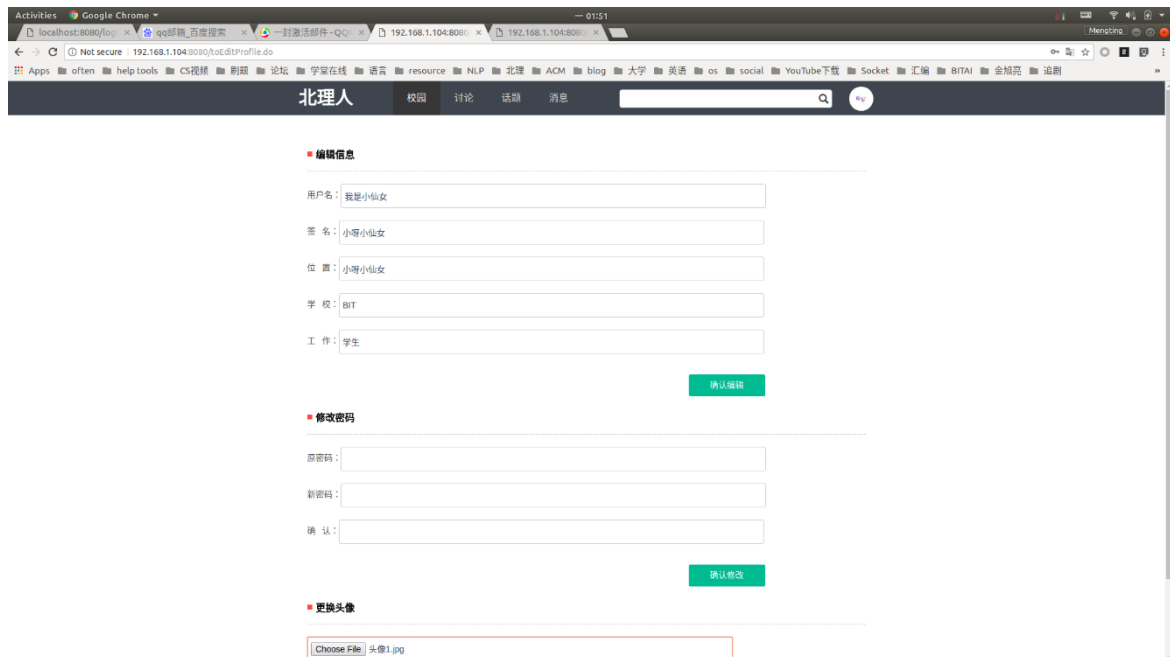 Activities Google Chrome ▾ — 01:51
localhost:8080/log × qq邮箱_百度搜索 × 一封激活邮件 - QQ × 192.168.1.104:8080 × 192.168.1.104:8080 × Mengting
Not secure | 192.168.1.104:8080/toEditProfile.do
Apps often help tools CS视频 刷题 论坛 学堂在线 语言 resource NLP 北理 ACM blog 大学 英语 os social YouTube下载 Socket 汇编 BITAI 金旭亮 追剧 »
北理人 校园 讨论 话题 消息
编辑信息
用户名： 我是小仙女
签 名： 小呀小仙女
位 置： 小呀小仙女
学 校： BIT
工 作： 学生
确认编辑
修改密码
原密码：
新密码：
确 认：
确认修改
更换头像
Choose File 头像1.jpg